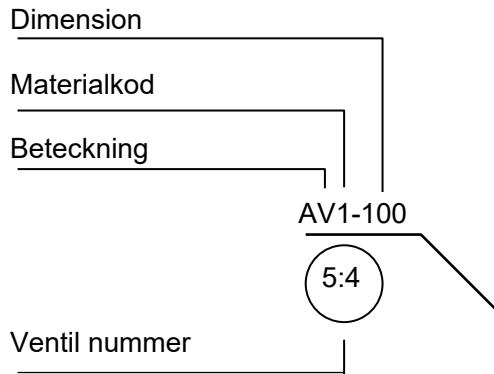 Dimension
Materialkod
Beteckning
AV1-100
5:4
Ventil nummer